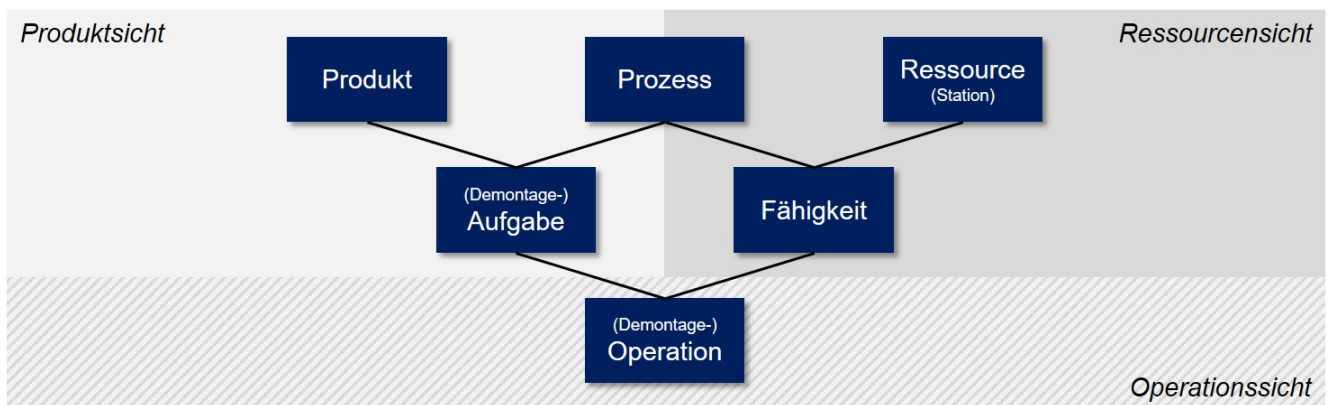 Produktsicht
Ressourcensicht
Produkt
Prozess
Ressource
(Station)
(Demontage-)
Aufgabe
Fähigkeit
(Demontage-)
Operation
Operationssicht